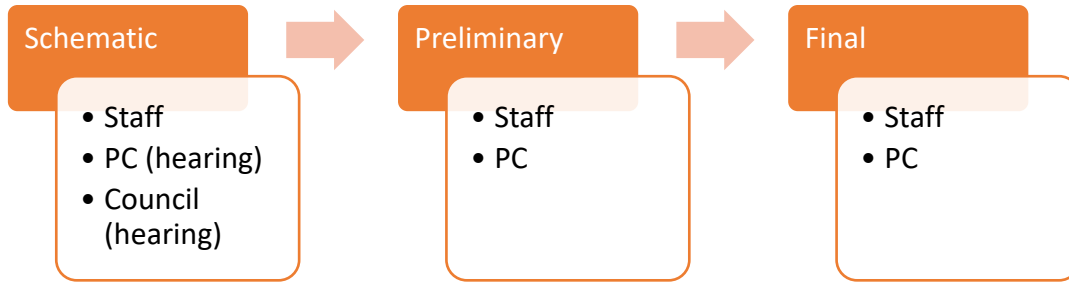 Schematic
• Staff
• PC (hearing)
• Council
(hearing)
Preliminary
• Staff
• PC
Final
• Staff
• PC